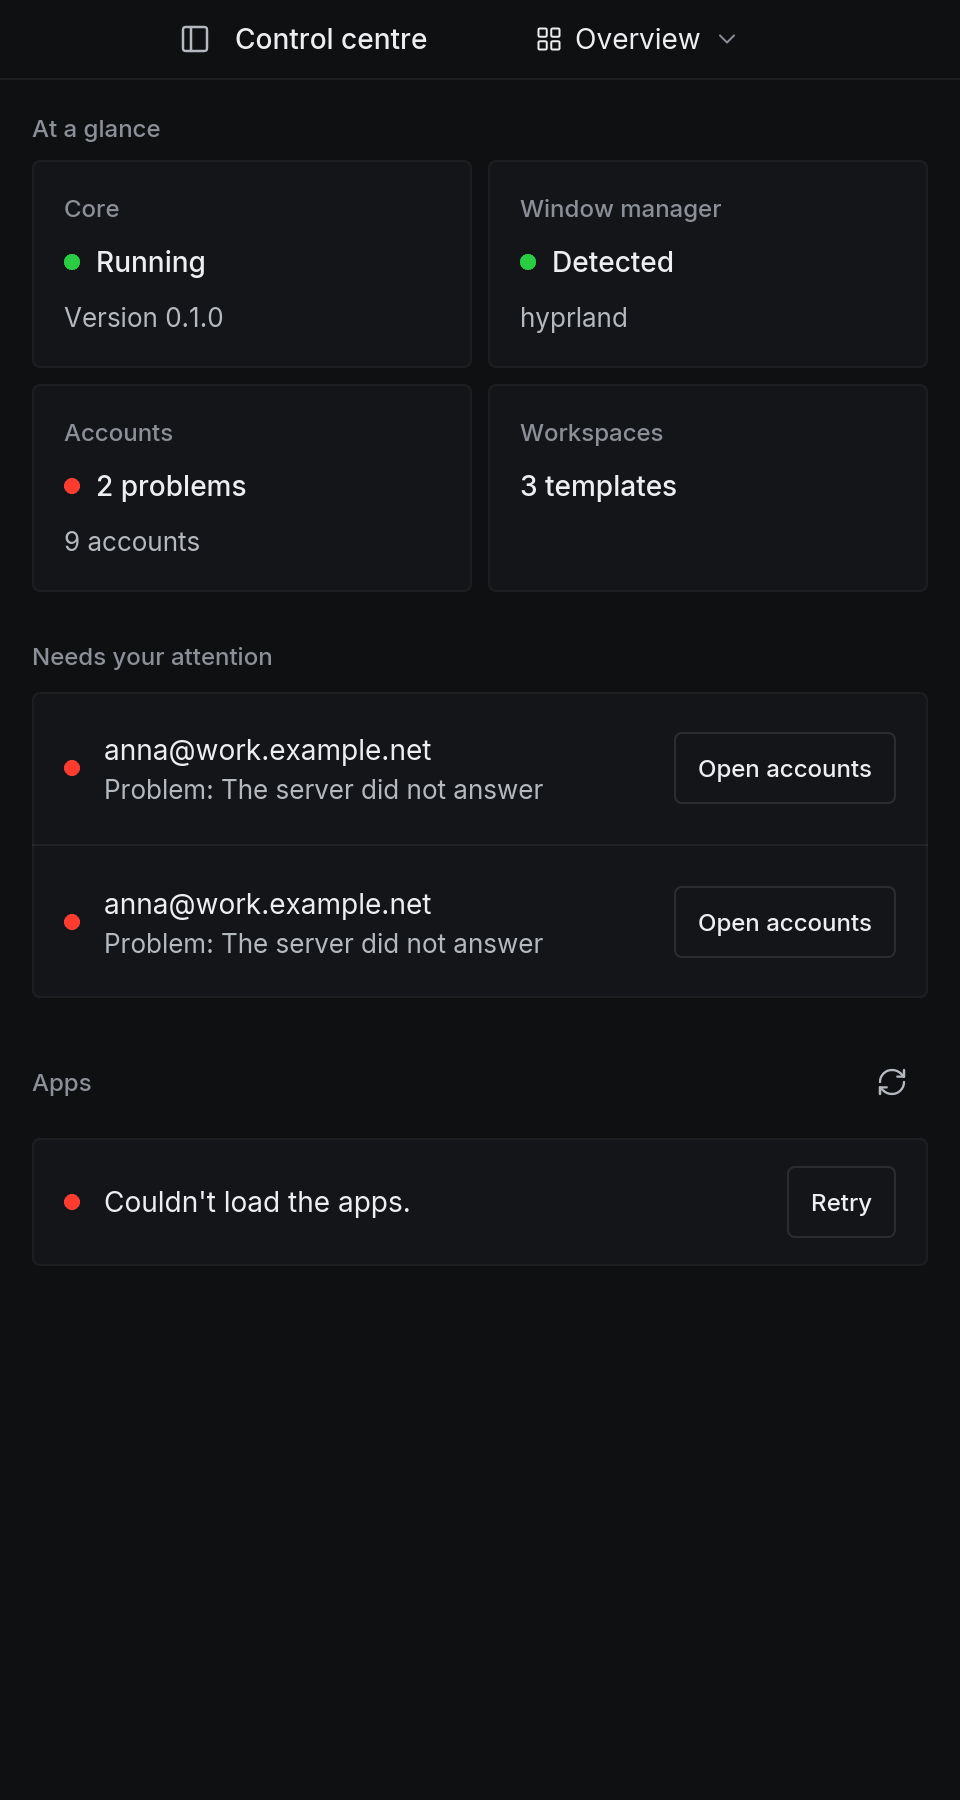 Control centre
Overview
At a glance
Core
Running
Version 0.1.0
Window manager
Detected
hyprland
Accounts
2 problems
9 accounts
Workspaces
3 templates
Needs your attention
anna@work.example.net
Problem: The server did not answer
Open accounts
anna@work.example.net
Problem: The server did not answer
Open accounts
Apps
Couldn't load the apps.
Retry